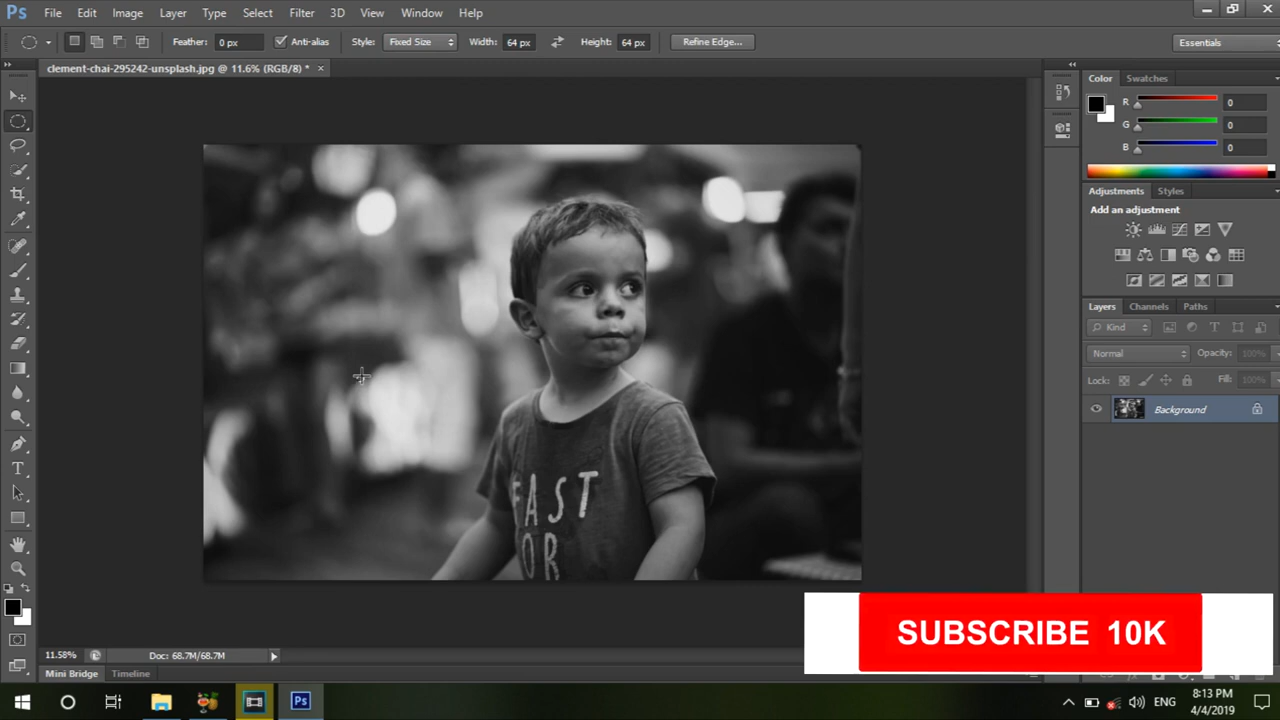 Ps File Edit Image Layer Type Select Filter 3D View Window Help
Feather: 0 px Anti-alias Style: Fixed Size Width: 64 px Height: 64 px Refine Edge... Essentials
clement-chai-295242-unsplash.jpg @ 11.6% (RGB/8) * ×
Color Swatches
R 0
G 0
B 0
Adjustments Styles
Add an adjustment
Layers Channels Paths
Kind
Normal Opacity: 100%
Lock: Fill: 100%
Background
FAST
OR
SUBSCRIBE 10K
11.58% Doc: 68.7M/68.7M
Mini Bridge Timeline
Ps ENG 8:13 PM
4/4/2019